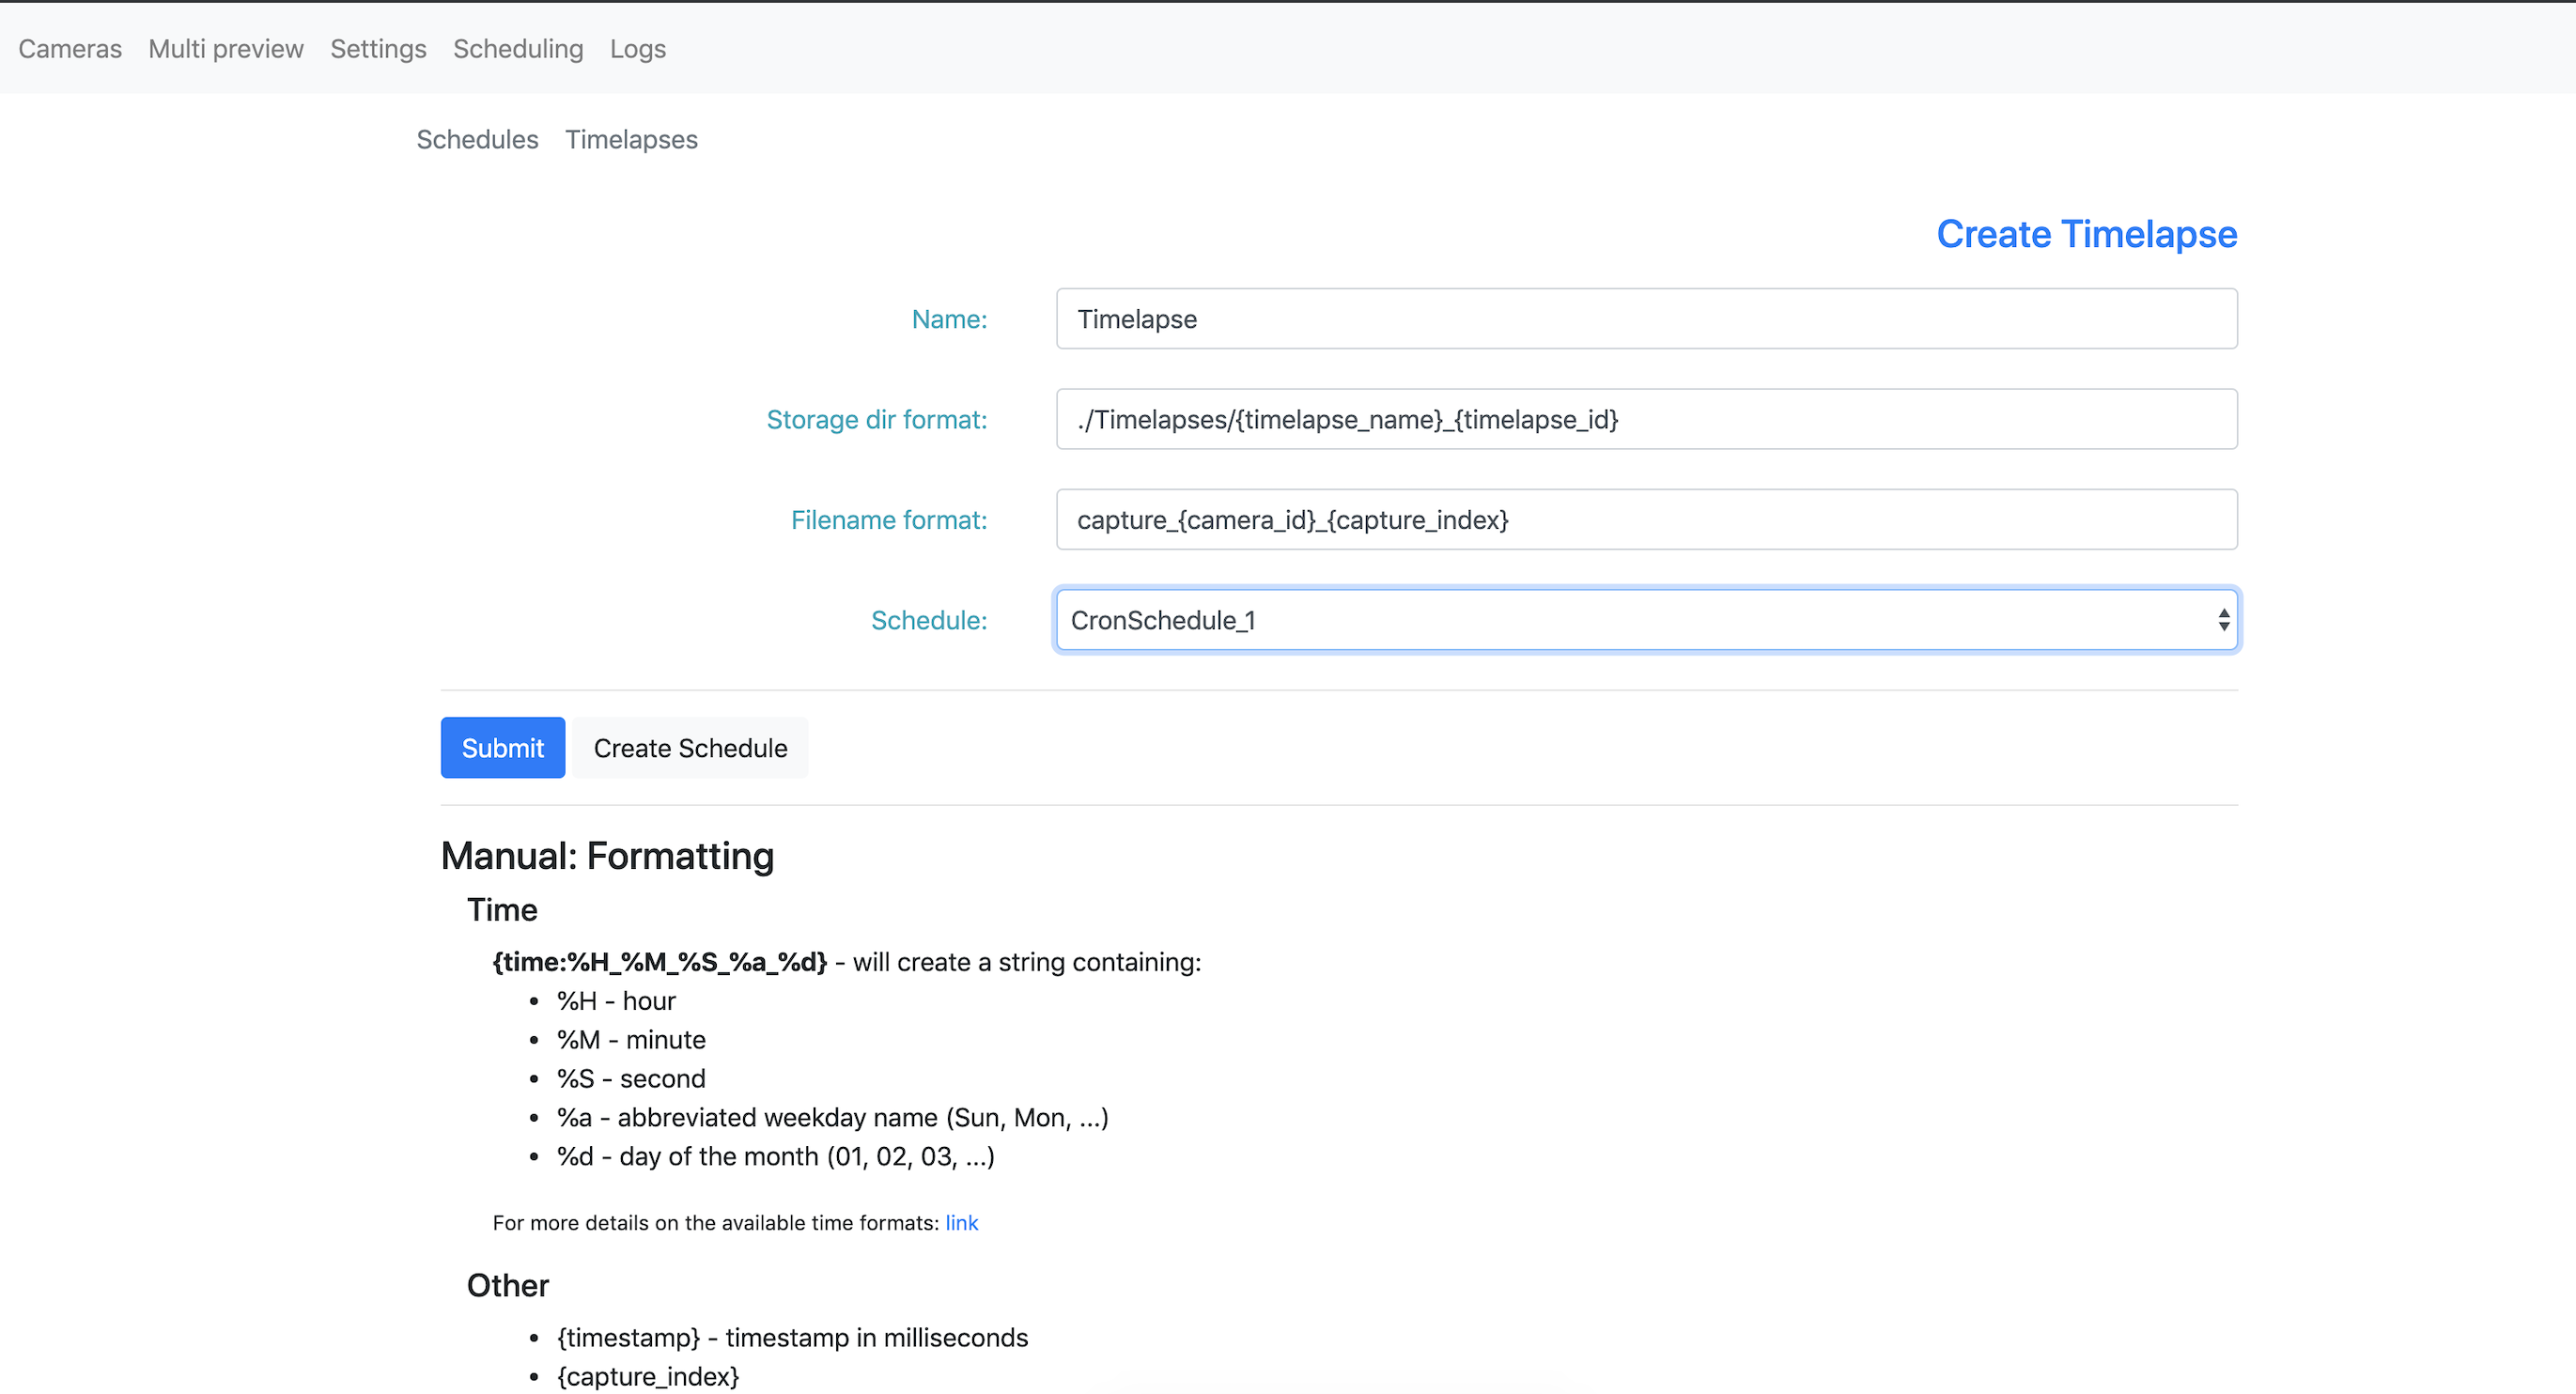 Cameras Multi preview Settings Scheduling Logs
Schedules Timelapses
Create Timelapse
Name: Timelapse
Storage dir format: ./Timelapses/{timelapse_name}_{timelapse_id}
Filename format: capture_{camera_id}_{capture_index}
Schedule: CronSchedule_1
Submit Create Schedule
Manual: Formatting
Time
{time:%H_%M_%S_%a_%d} - will create a string containing:
• %H - hour
• %M - minute
• %S - second
• %a - abbreviated weekday name (Sun, Mon, ...)
• %d - day of the month (01, 02, 03, ...)
For more details on the available time formats: link
Other
• {timestamp} - timestamp in milliseconds
• {capture_index}